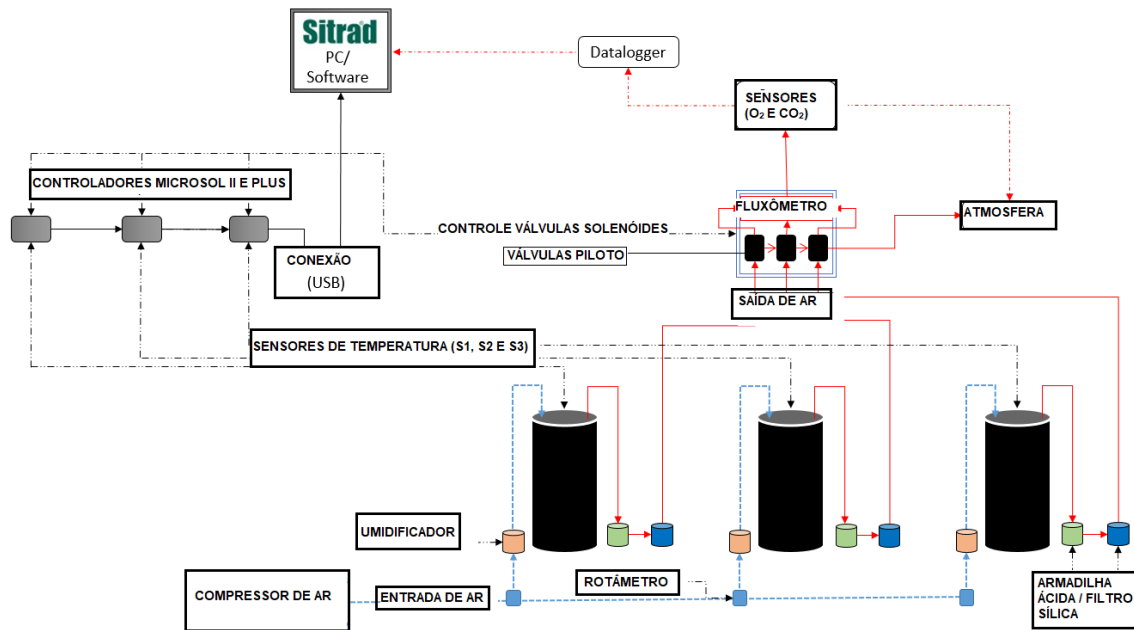 Sitrad
PC/
Software
Datalogger
SENSORES
(O₂ E CO₂)
CONTROLADORES MICROSOL II E PLUS
FLUXÔMETRO
ATMOSFERA
CONTROLE VÁLVULAS SOLENÓIDES
VÁLVULAS PILOTO
CONEXÃO
(USB)
SAÍDA DE AR
SENSORES DE TEMPERATURA (S1, S2 E S3)
UMIDIFICADOR
ROTÁMETRO
COMPRESSOR DE AR
ENTRADA DE AR
ARMADILHA
ÁCIDA / FILTRO
SÍLICA